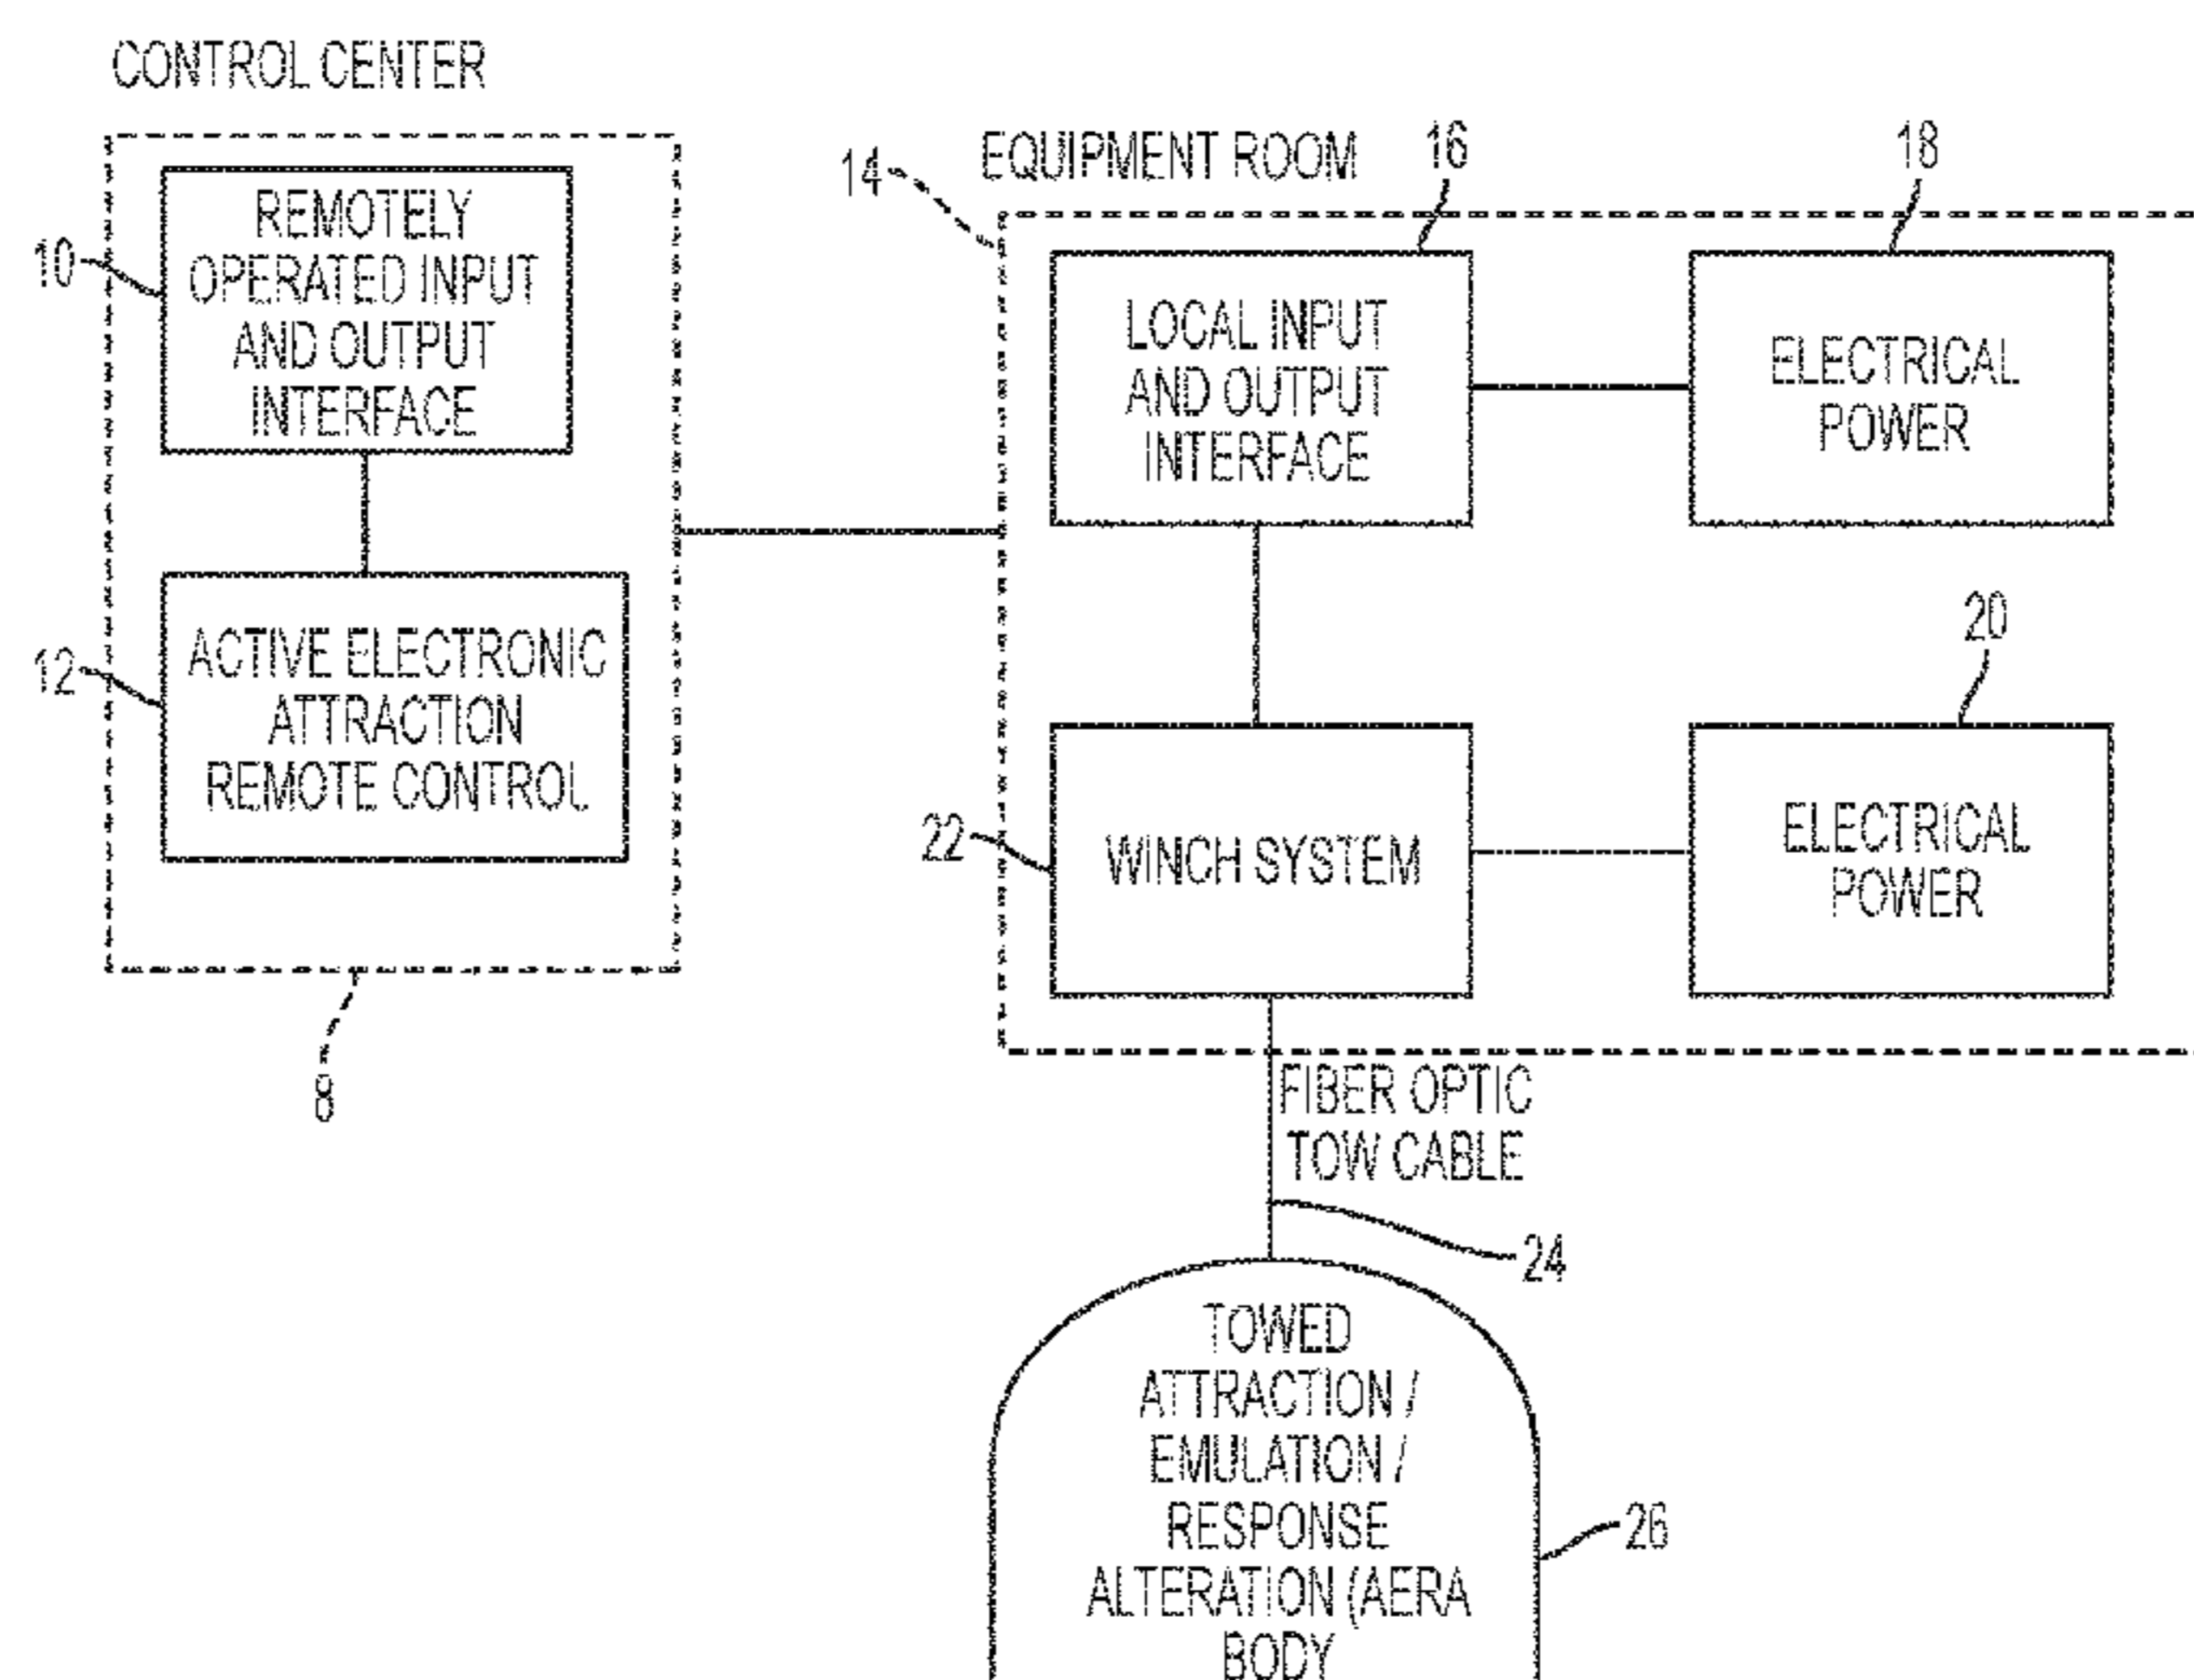 CONTROL CENTER
10
REMOTELY
OPERATED INPUT
AND OUTPUT
INTERFACE
12
ACTIVE ELECTRONIC
ATTRACTION
REMOTE CONTROL
8
14
EQUIPMENT ROOM
16
18
LOCAL INPUT
AND OUTPUT
INTERFACE
ELECTRICAL
POWER
20
22
WINCH SYSTEM
ELECTRICAL
POWER
FIBER OPTIC
TOW CABLE
24
TOWED
ATTRACTION /
EMULATION /
RESPONSE
ALTERATION (AERA
BODY
26